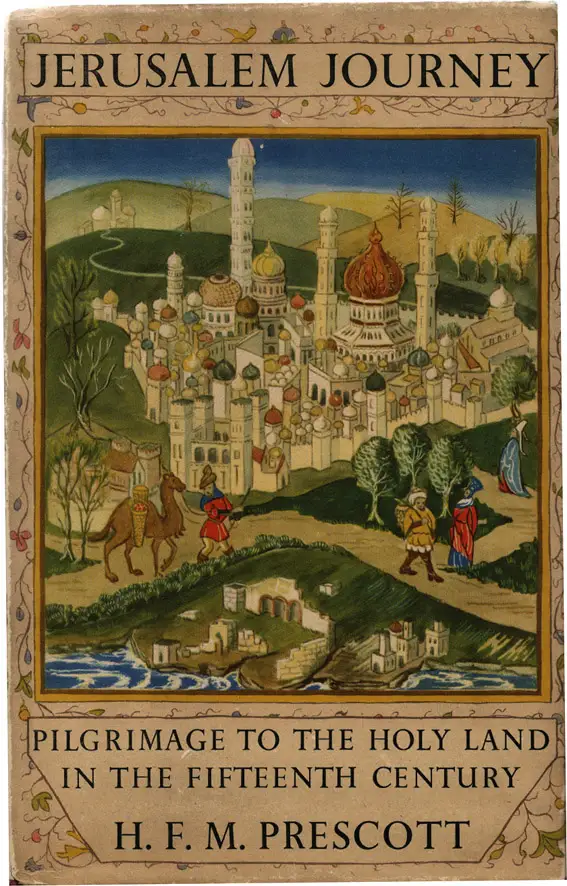 JERUSALEM JOURNEY
PILGRIMAGE TO THE HOLY LAND
IN THE FIFTEENTH CENTURY
H. F. M. PRESCOTT